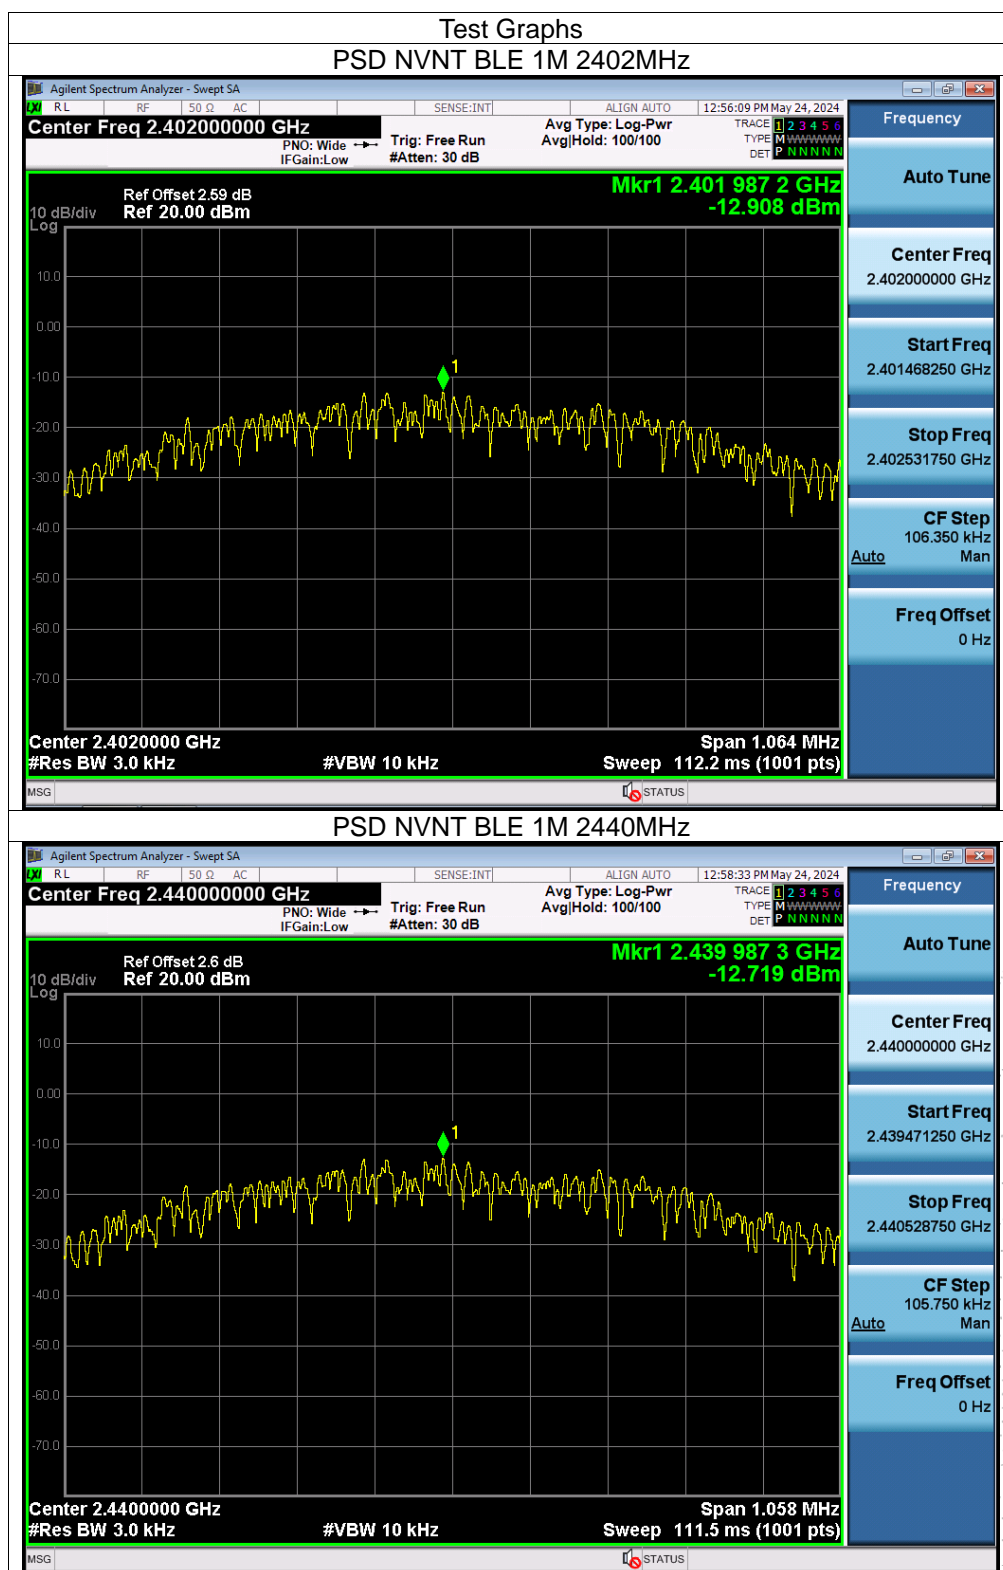 Test Graphs
PSD NVNT BLE 1M 2402MHz
Agilent Spectrum Analyzer - Swept SA
LXI RL RF 50 Ω AC SENSE:INT ALIGN AUTO 12:56:09 PM May 24, 2024
Center Freq 2.402000000 GHz
PNO: Wide
IFGain:Low
Trig: Free Run
#Atten: 30 dB
Avg Type: Log-Pwr
Avg|Hold: 100/100
TRACE 1 2 3 4 5 6
TYPE M W W W W W
DET P N N N N N
Frequency
Auto Tune
Center Freq
2.402000000 GHz
Start Freq
2.401468250 GHz
Stop Freq
2.402531750 GHz
CF Step
106.350 kHz
Auto Man
Freq Offset
0 Hz
Mkr1 2.401 987 2 GHz
-12.908 dBm
Ref Offset 2.59 dB
10 dB/div Ref 20.00 dBm
Log
10.0
0.00
-10.0
-20.0
-30.0
-40.0
-50.0
-60.0
-70.0
1
Center 2.4020000 GHz Span 1.064 MHz
#Res BW 3.0 kHz #VBW 10 kHz Sweep 112.2 ms (1001 pts)
MSG STATUS
PSD NVNT BLE 1M 2440MHz
Agilent Spectrum Analyzer - Swept SA
LXI RL RF 50 Ω AC SENSE:INT ALIGN AUTO 12:58:33 PM May 24, 2024
Center Freq 2.440000000 GHz
PNO: Wide
IFGain:Low
Trig: Free Run
#Atten: 30 dB
Avg Type: Log-Pwr
Avg|Hold: 100/100
TRACE 1 2 3 4 5 6
TYPE M W W W W W
DET P N N N N N
Frequency
Auto Tune
Center Freq
2.440000000 GHz
Start Freq
2.439471250 GHz
Stop Freq
2.440528750 GHz
CF Step
105.750 kHz
Auto Man
Freq Offset
0 Hz
Mkr1 2.439 987 3 GHz
-12.719 dBm
Ref Offset 2.6 dB
10 dB/div Ref 20.00 dBm
Log
10.0
0.00
-10.0
-20.0
-30.0
-40.0
-50.0
-60.0
-70.0
1
Center 2.4400000 GHz Span 1.058 MHz
#Res BW 3.0 kHz #VBW 10 kHz Sweep 111.5 ms (1001 pts)
MSG STATUS